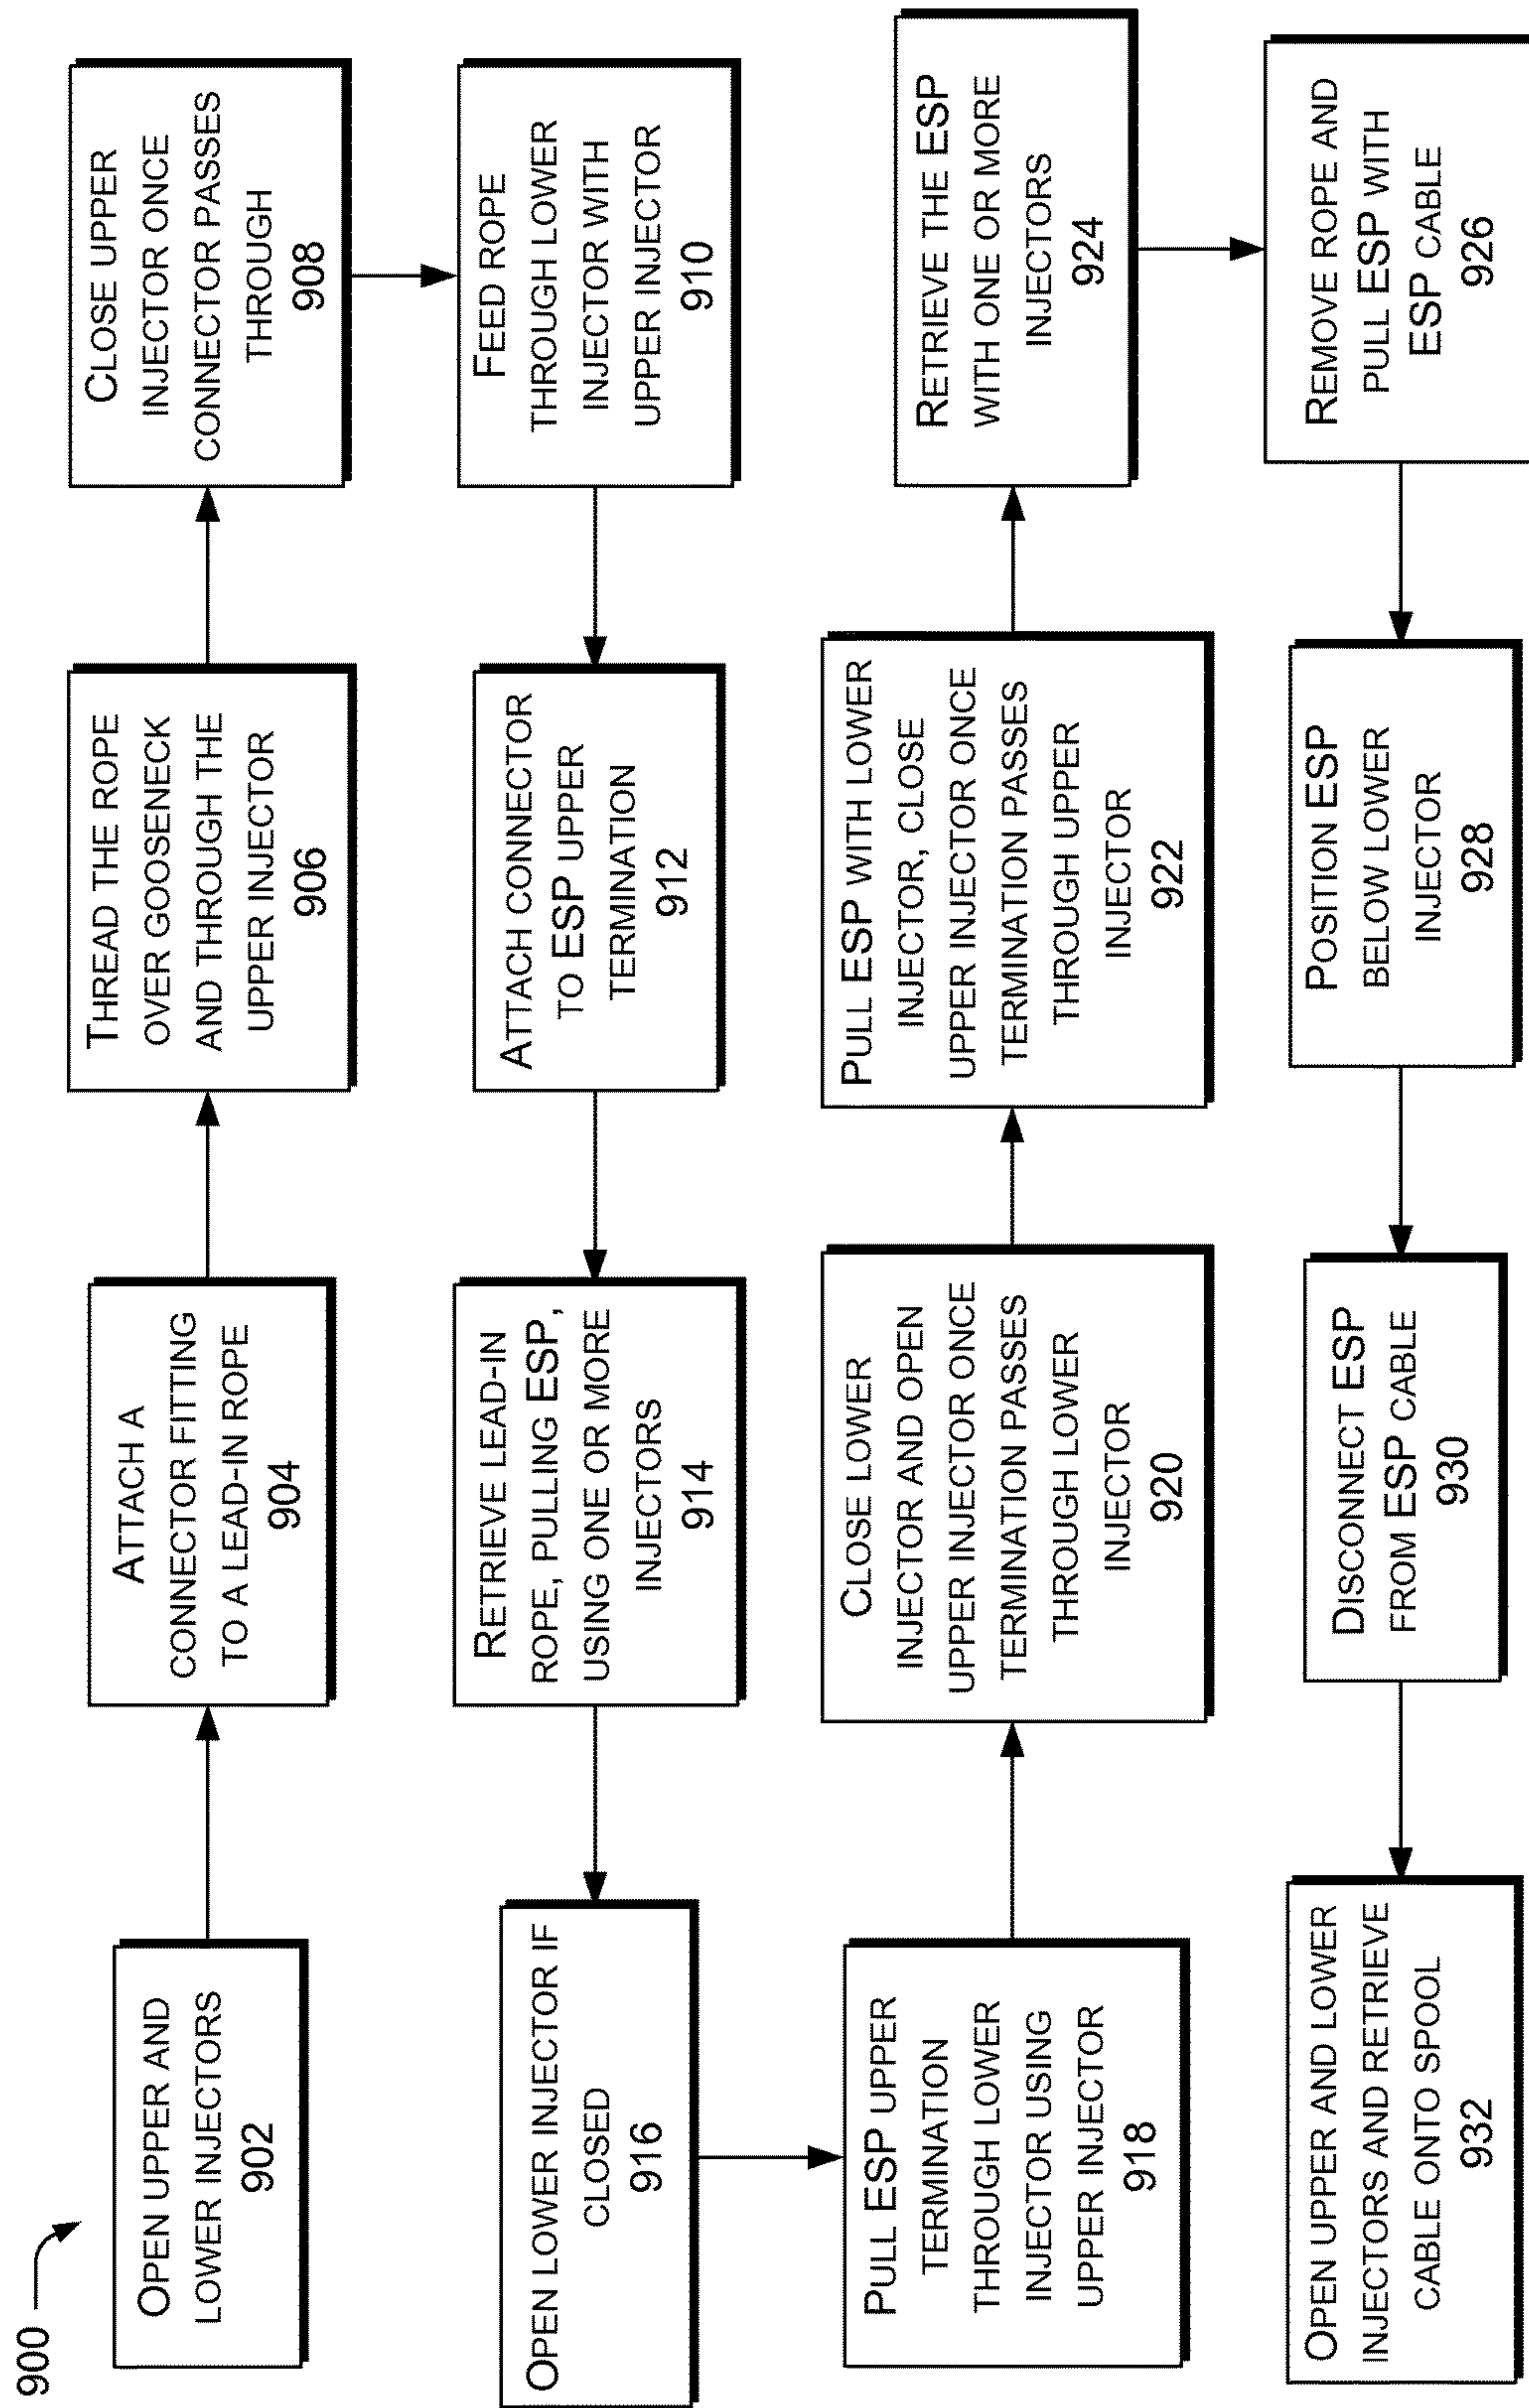 900
OPEN UPPER AND
LOWER INJECTORS
902
ATTACH A
CONNECTOR FITTING
TO A LEAD-IN ROPE
904
THREAD THE ROPE
OVER GOOSENECK
AND THROUGH THE
UPPER INJECTOR
906
CLOSE UPPER
INJECTOR ONCE
CONNECTOR PASSES
THROUGH
908
FEED ROPE
THROUGH LOWER
INJECTOR WITH
UPPER INJECTOR
910
ATTACH CONNECTOR
TO ESP UPPER
TERMINATION
912
RETRIEVE LEAD-IN
ROPE, PULLING ESP,
USING ONE OR MORE
INJECTORS
914
OPEN LOWER INJECTOR IF
CLOSED
916
PULL ESP UPPER
TERMINATION
THROUGH LOWER
INJECTOR USING
UPPER INJECTOR
918
CLOSE LOWER
INJECTOR AND OPEN
UPPER INJECTOR ONCE
TERMINATION PASSES
THROUGH LOWER
INJECTOR
920
PULL ESP WITH LOWER
INJECTOR, CLOSE
UPPER INJECTOR ONCE
TERMINATION PASSES
THROUGH UPPER
INJECTOR
922
RETRIEVE THE ESP
WITH ONE OR MORE
INJECTORS
924
REMOVE ROPE AND
PULL ESP WITH
ESP CABLE
926
POSITION ESP
BELOW LOWER
INJECTOR
928
DISCONNECT ESP
FROM ESP CABLE
930
OPEN UPPER AND LOWER
INJECTORS AND RETRIEVE
CABLE ONTO SPOOL
932